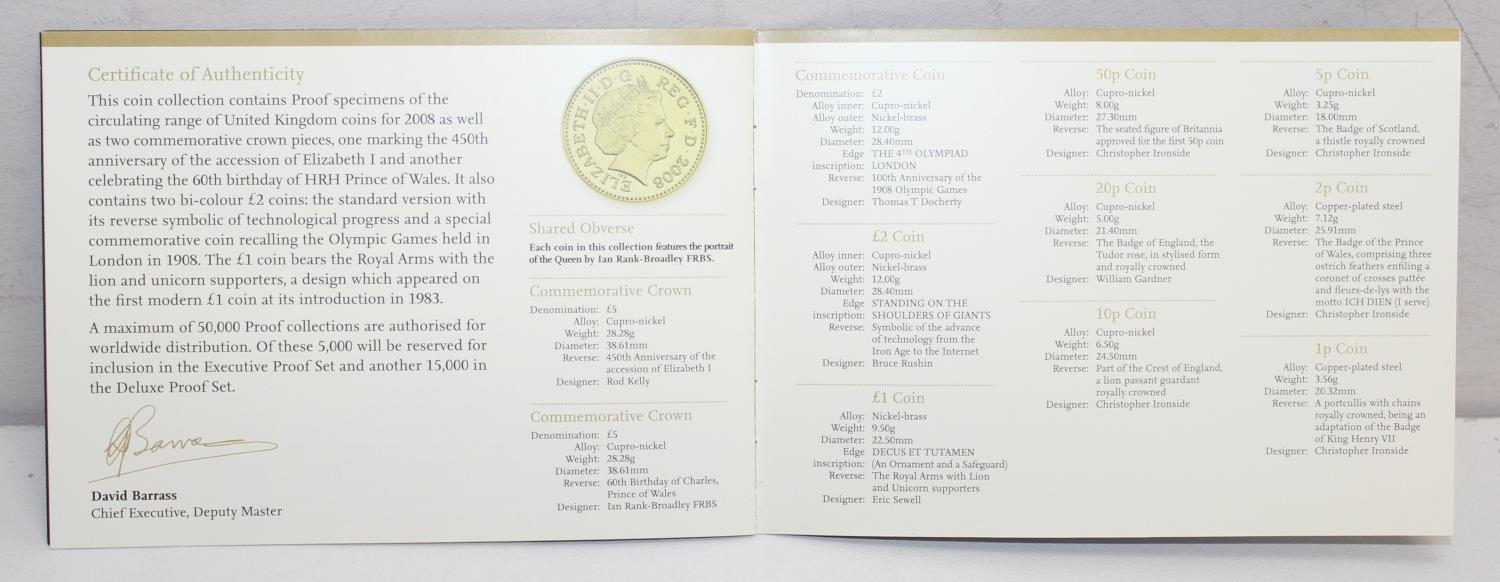 Certificate of Authenticity
This coin collection contains Proof specimens of the
circulating range of United Kingdom coins for 2008 as well
as two commemorative crown pieces, one marking the 450th
anniversary of the accession of Elizabeth I and another
celebrating the 60th birthday of HRH Prince of Wales. It also
contains two bi-colour £2 coins: the standard version with
its reverse symbolic of technological progress and a special
commemorative coin recalling the Olympic Games held in
London in 1908. The £1 coin bears the Royal Arms with the
lion and unicorn supporters, a design which appeared on
the first modern £1 coin at its introduction in 1983.
A maximum of 50,000 Proof collections are authorised for
worldwide distribution. Of these 5,000 will be reserved for
inclusion in the Executive Proof Set and another 15,000 in
the Deluxe Proof Set.
David Barrass
Chief Executive, Deputy Master
ELIZABETH·II·D·G REG·F·D·2008
Shared Obverse
Each coin in this collection features the portrait
of the Queen by Ian Rank-Broadley FRBS.
Commemorative Crown
Denomination: £5
Alloy: Cupro-nickel
Weight: 28.28g
Diameter: 38.61mm
Reverse: 450th Anniversary of the
accession of Elizabeth I
Designer: Rod Kelly
Commemorative Crown
Denomination: £5
Alloy: Cupro-nickel
Weight: 28.28g
Diameter: 38.61mm
Reverse: 60th Birthday of Charles,
Prince of Wales
Designer: Ian Rank-Broadley FRBS
Commemorative Coin
Denomination: £2
Alloy inner: Cupro-nickel
Alloy outer: Nickel-brass
Weight: 12.00g
Diameter: 28.40mm
Edge THE 4TH OLYMPIAD
inscription: LONDON
Reverse: 100th Anniversary of the
1908 Olympic Games
Designer: Thomas T Docherty
£2 Coin
Alloy inner: Cupro-nickel
Alloy outer: Nickel-brass
Weight: 12.00g
Diameter: 28.40mm
Edge STANDING ON THE
inscription: SHOULDERS OF GIANTS
Reverse: Symbolic of the advance
of technology from the
Iron Age to the Internet
Designer: Bruce Rushin
£1 Coin
Alloy: Nickel-brass
Weight: 9.50g
Diameter: 22.50mm
Edge DECUS ET TUTAMEN
inscription: (An Ornament and a Safeguard)
Reverse: The Royal Arms with Lion
and Unicorn supporters
Designer: Eric Sewell
50p Coin
Alloy: Cupro-nickel
Weight: 8.00g
Diameter: 27.30mm
Reverse: The seated figure of Britannia
approved for the first 50p coin
Designer: Christopher Ironside
20p Coin
Alloy: Cupro-nickel
Weight: 5.00g
Diameter: 21.40mm
Reverse: The Badge of England, the
Tudor rose, in stylised form
and royally crowned
Designer: William Gardner
10p Coin
Alloy: Cupro-nickel
Weight: 6.50g
Diameter: 24.50mm
Reverse: Part of the Crest of England,
a lion passant guardant
royally crowned
Designer: Christopher Ironside
5p Coin
Alloy: Cupro-nickel
Weight: 3.25g
Diameter: 18.00mm
Reverse: The Badge of Scotland,
a thistle royally crowned
Designer: Christopher Ironside
2p Coin
Alloy: Copper-plated steel
Weight: 7.12g
Diameter: 25.91mm
Reverse: The Badge of the Prince
of Wales, comprising three
ostrich feathers enfiling a
coronet of crosses pattée
and fleurs-de-lys with the
motto ICH DIEN (I serve)
Designer: Christopher Ironside
1p Coin
Alloy: Copper-plated steel
Weight: 3.56g
Diameter: 20.32mm
Reverse: A portcullis with chains
royally crowned, being an
adaptation of the Badge
of King Henry VII
Designer: Christopher Ironside